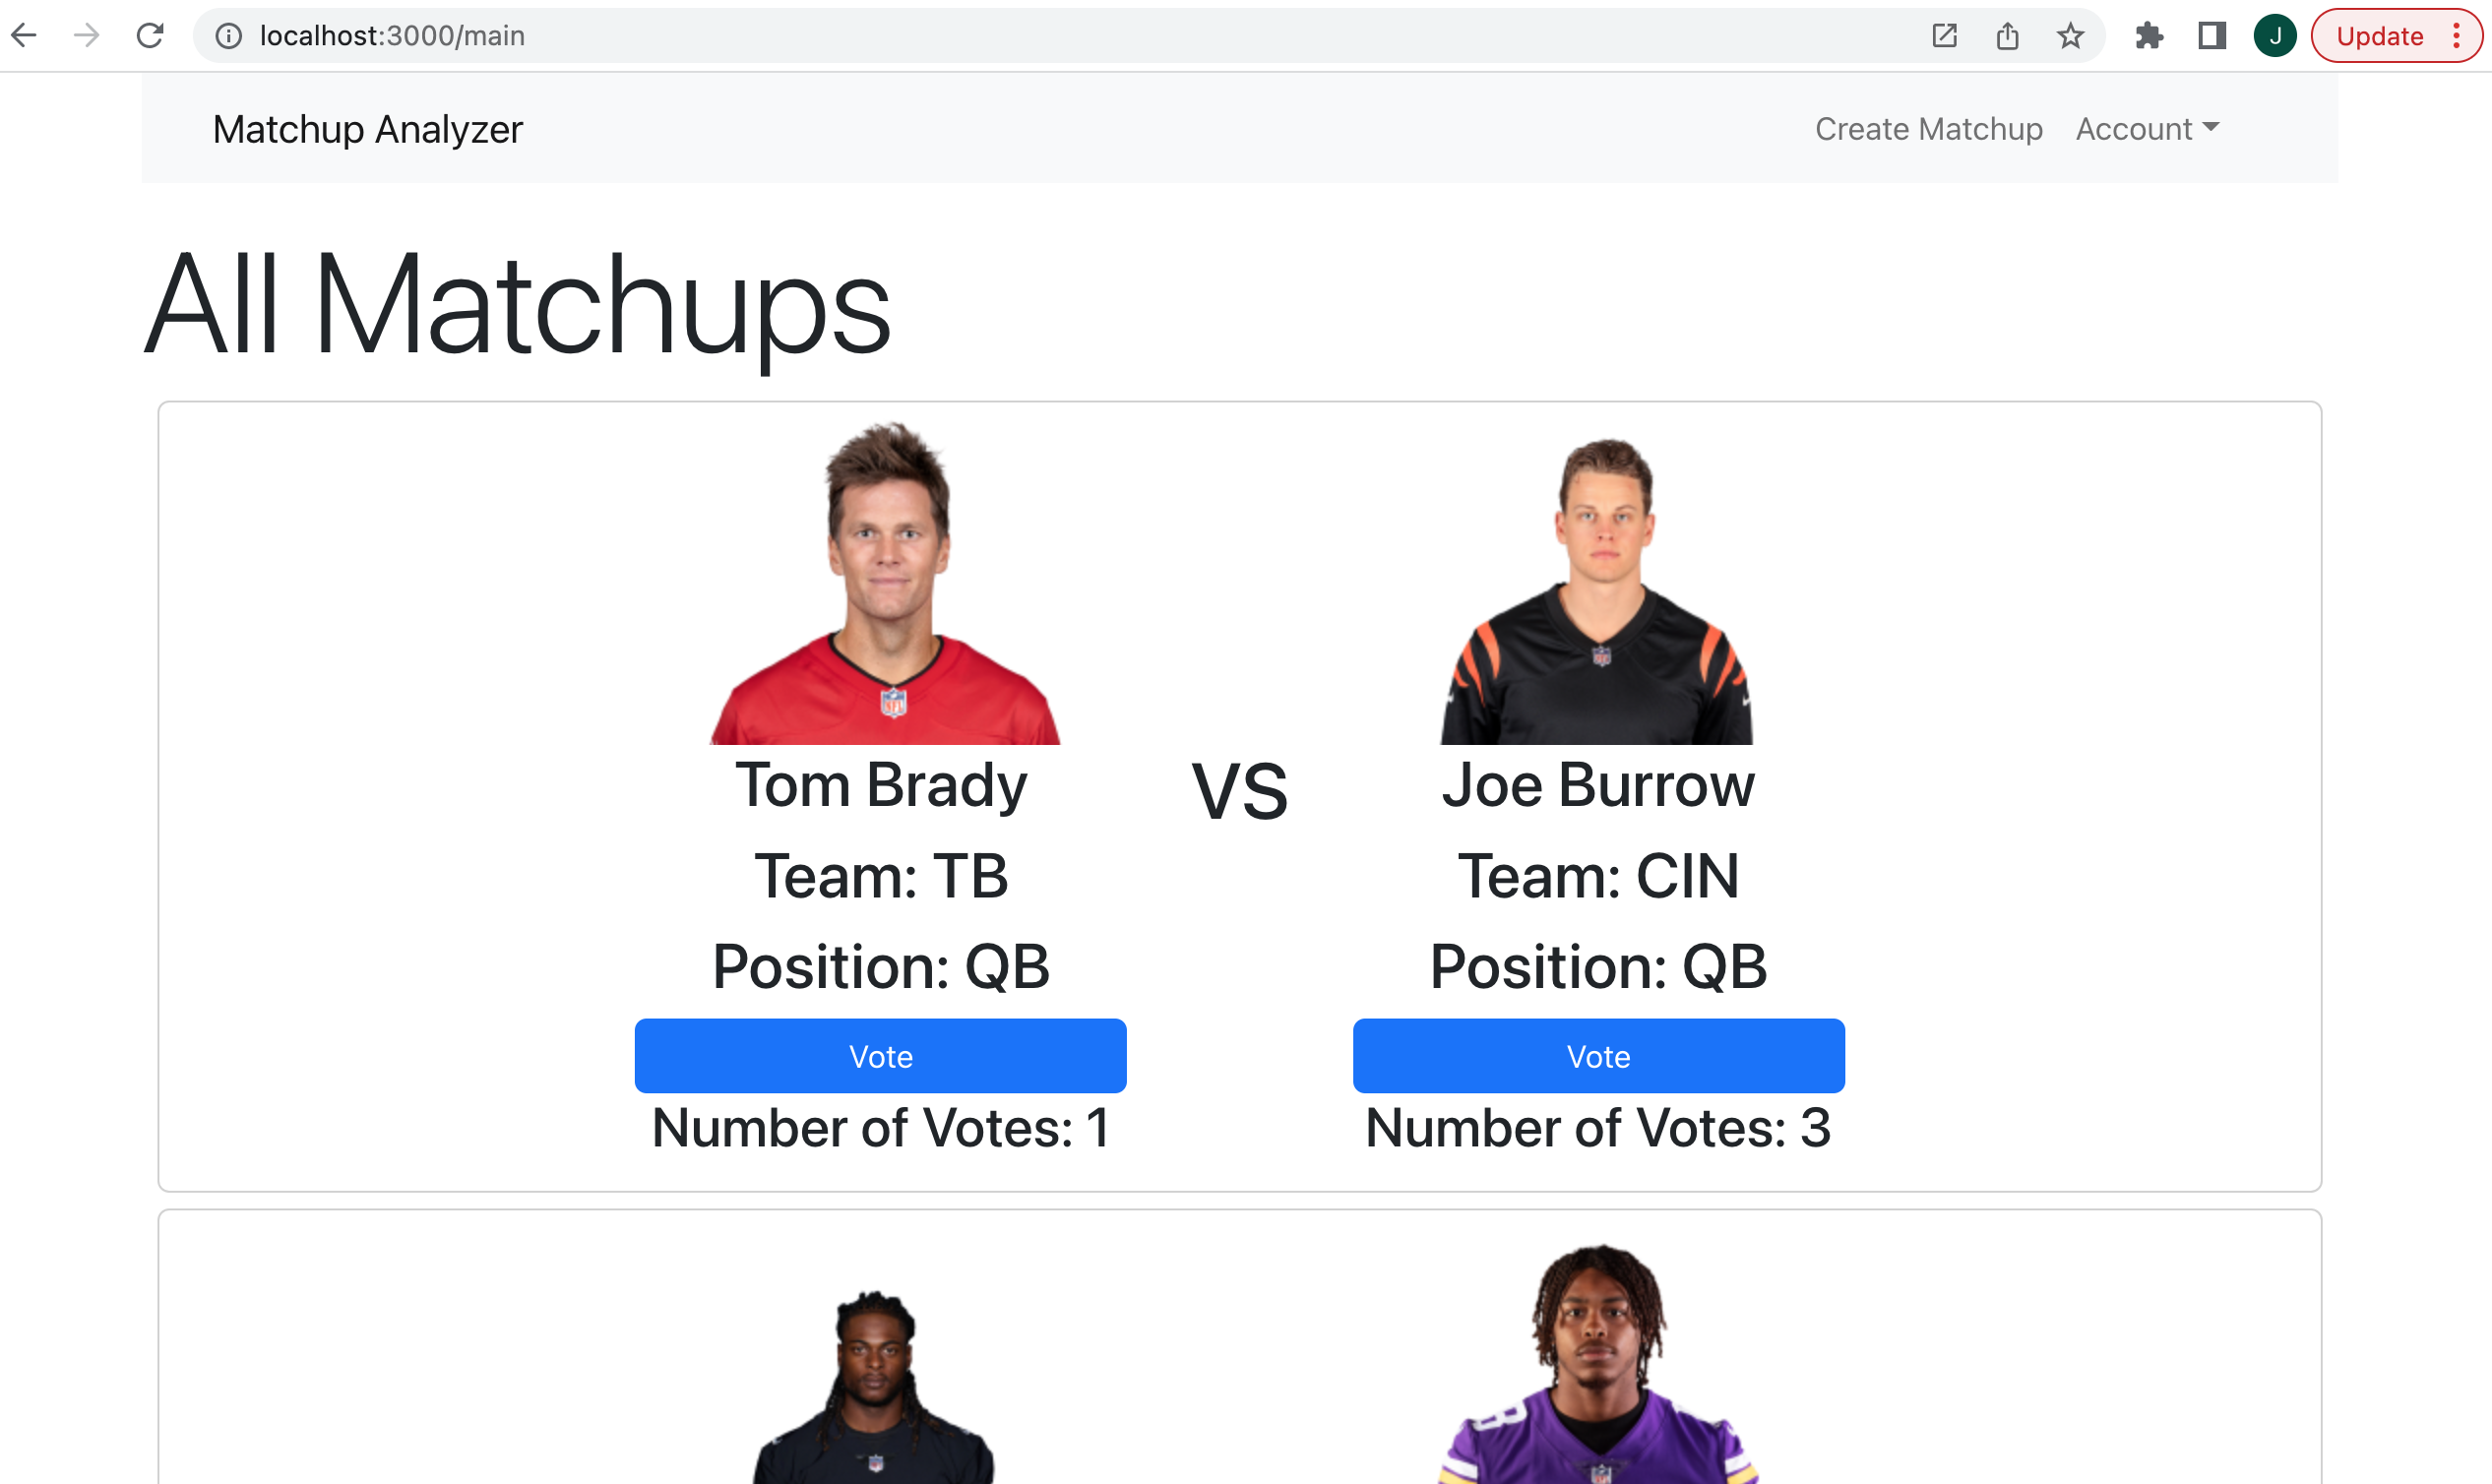 localhost:3000/main
J
Update
Matchup Analyzer
Create Matchup
Account
All Matchups
NFL
Tom Brady
VS
Joe Burrow
Team: TB
Team: CIN
Position: QB
Position: QB
Vote
Vote
Number of Votes: 1
Number of Votes: 3